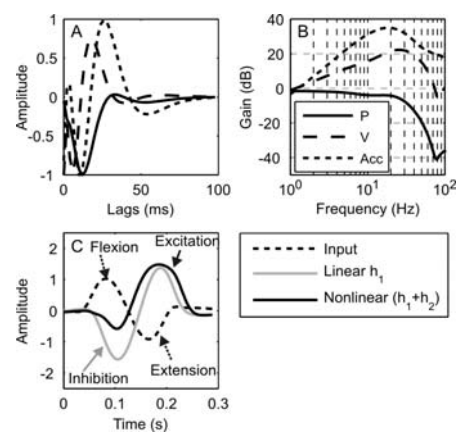 A
1
0.5
0
-0.5
-1
Amplitude
0 50 100
Lags (ms)
B
40
20
0
20
-40
Gain (dB)
P
V
Acc
10^0 10^1 10^2
Frequency (Hz)
C
Flexion
Excitation
2
1
0
-1
-2
Amplitude
Inhibition
Extension
0 0.1 0.2 0.3
Time (s)
Input
Linear h₁
Nonlinear (h₁+h₂)